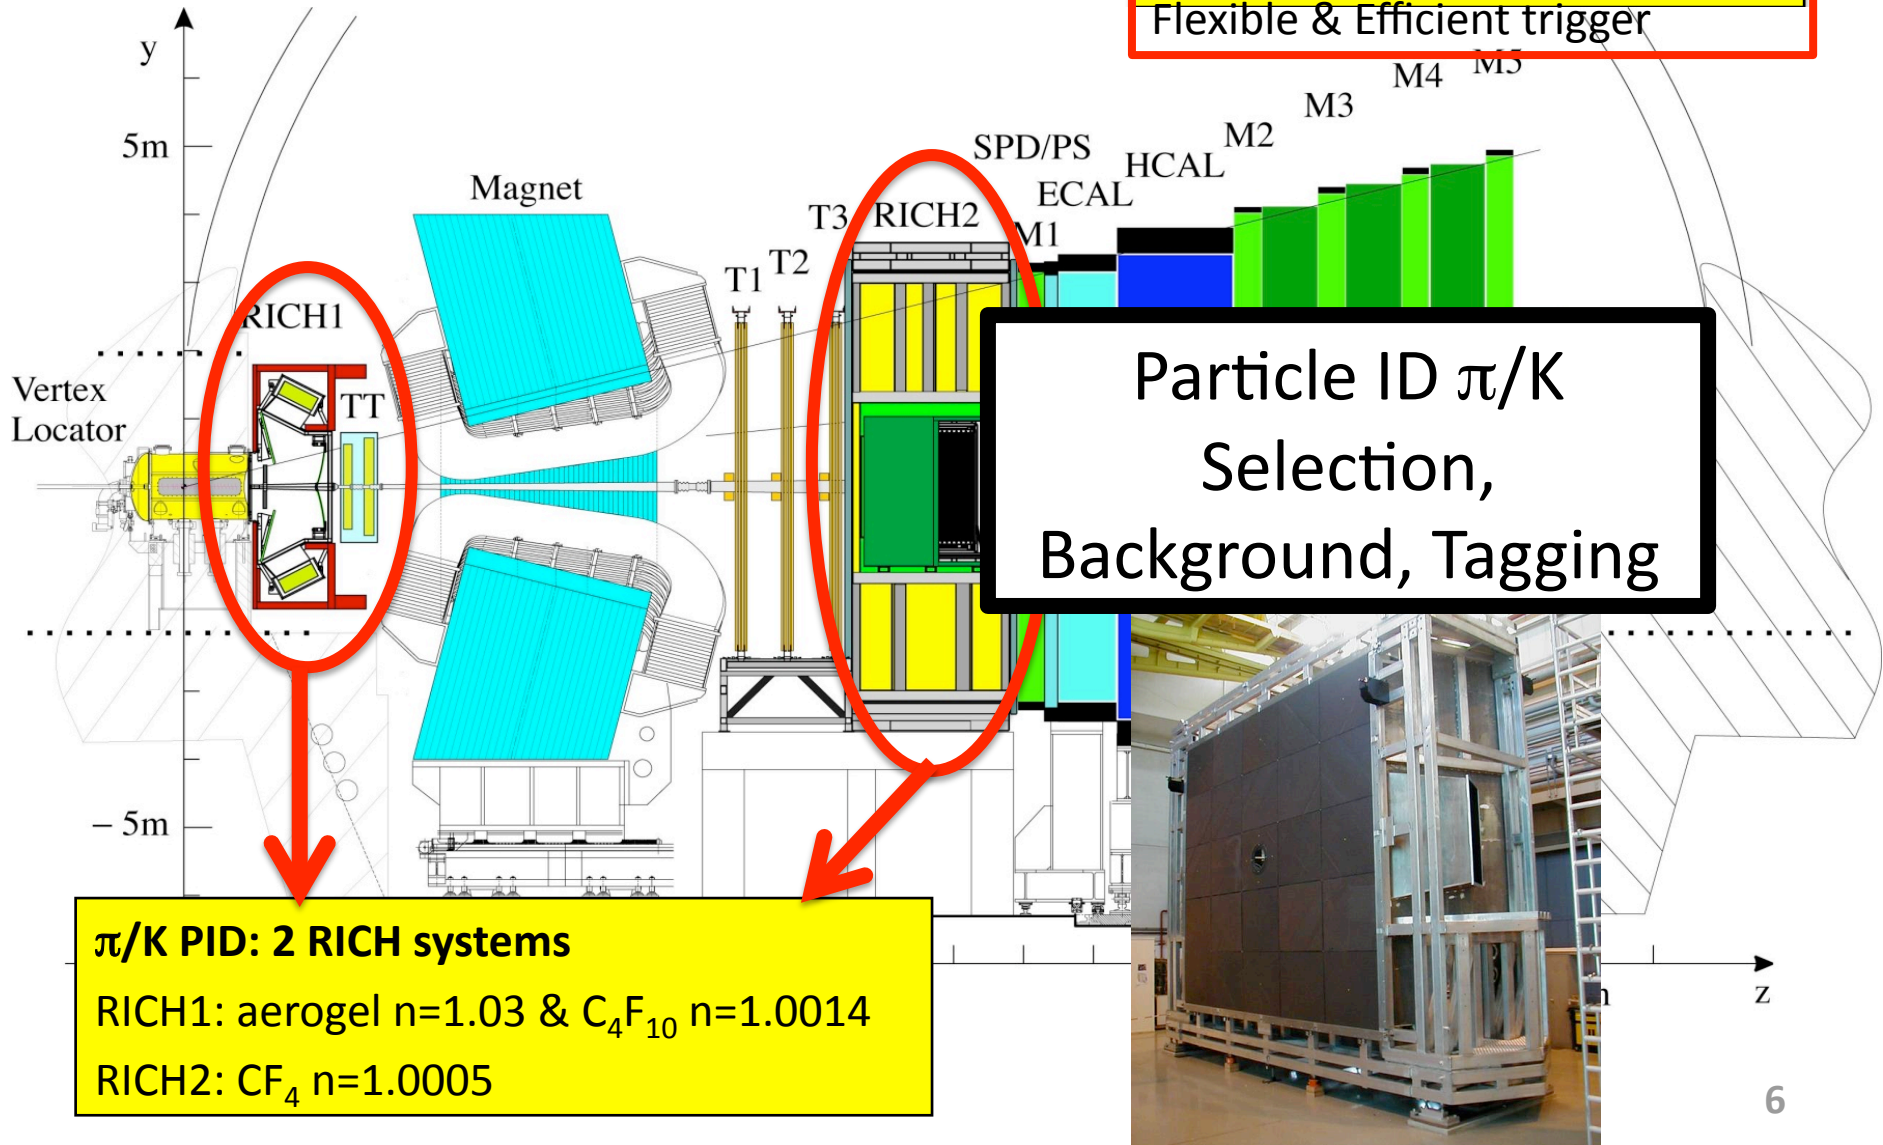 Flexible & Efficient trigger
y
5m
Magnet
SPD/PS
ECAL
HCAL
M2
M3
M4
M5
T1
T2
T3
RICH2
M1
RICH1
Vertex
Locator
TT
Particle ID π/K
Selection,
Background, Tagging
– 5m
π/K PID: 2 RICH systems
RICH1: aerogel n=1.03 & C₄F₁₀ n=1.0014
RICH2: CF₄ n=1.0005
z
6